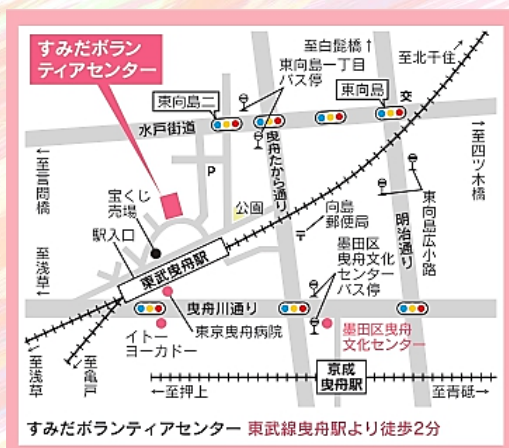 すみだボラン
ティアセンター
至白髭橋↑
至北千住
東向島一丁目
バス停
東向島二
東向島
交
水戸街道
←至言問橋
→至四ツ木橋
P
曳舟たから通り
宝くじ
売場
公園
向島
郵便局
明治通り
東向島広小路
駅入口
東武曳舟駅
墨田区
曳舟文化
センター
バス停
←至浅草
曳舟川通り
東京曳舟病院
イトー
ヨーカドー
墨田区曳舟
文化センター
←至浅草
←至亀戸
京成
曳舟駅
←至押上
→至青砥
すみだボランティアセンター 東武線曳舟駅より徒歩2分